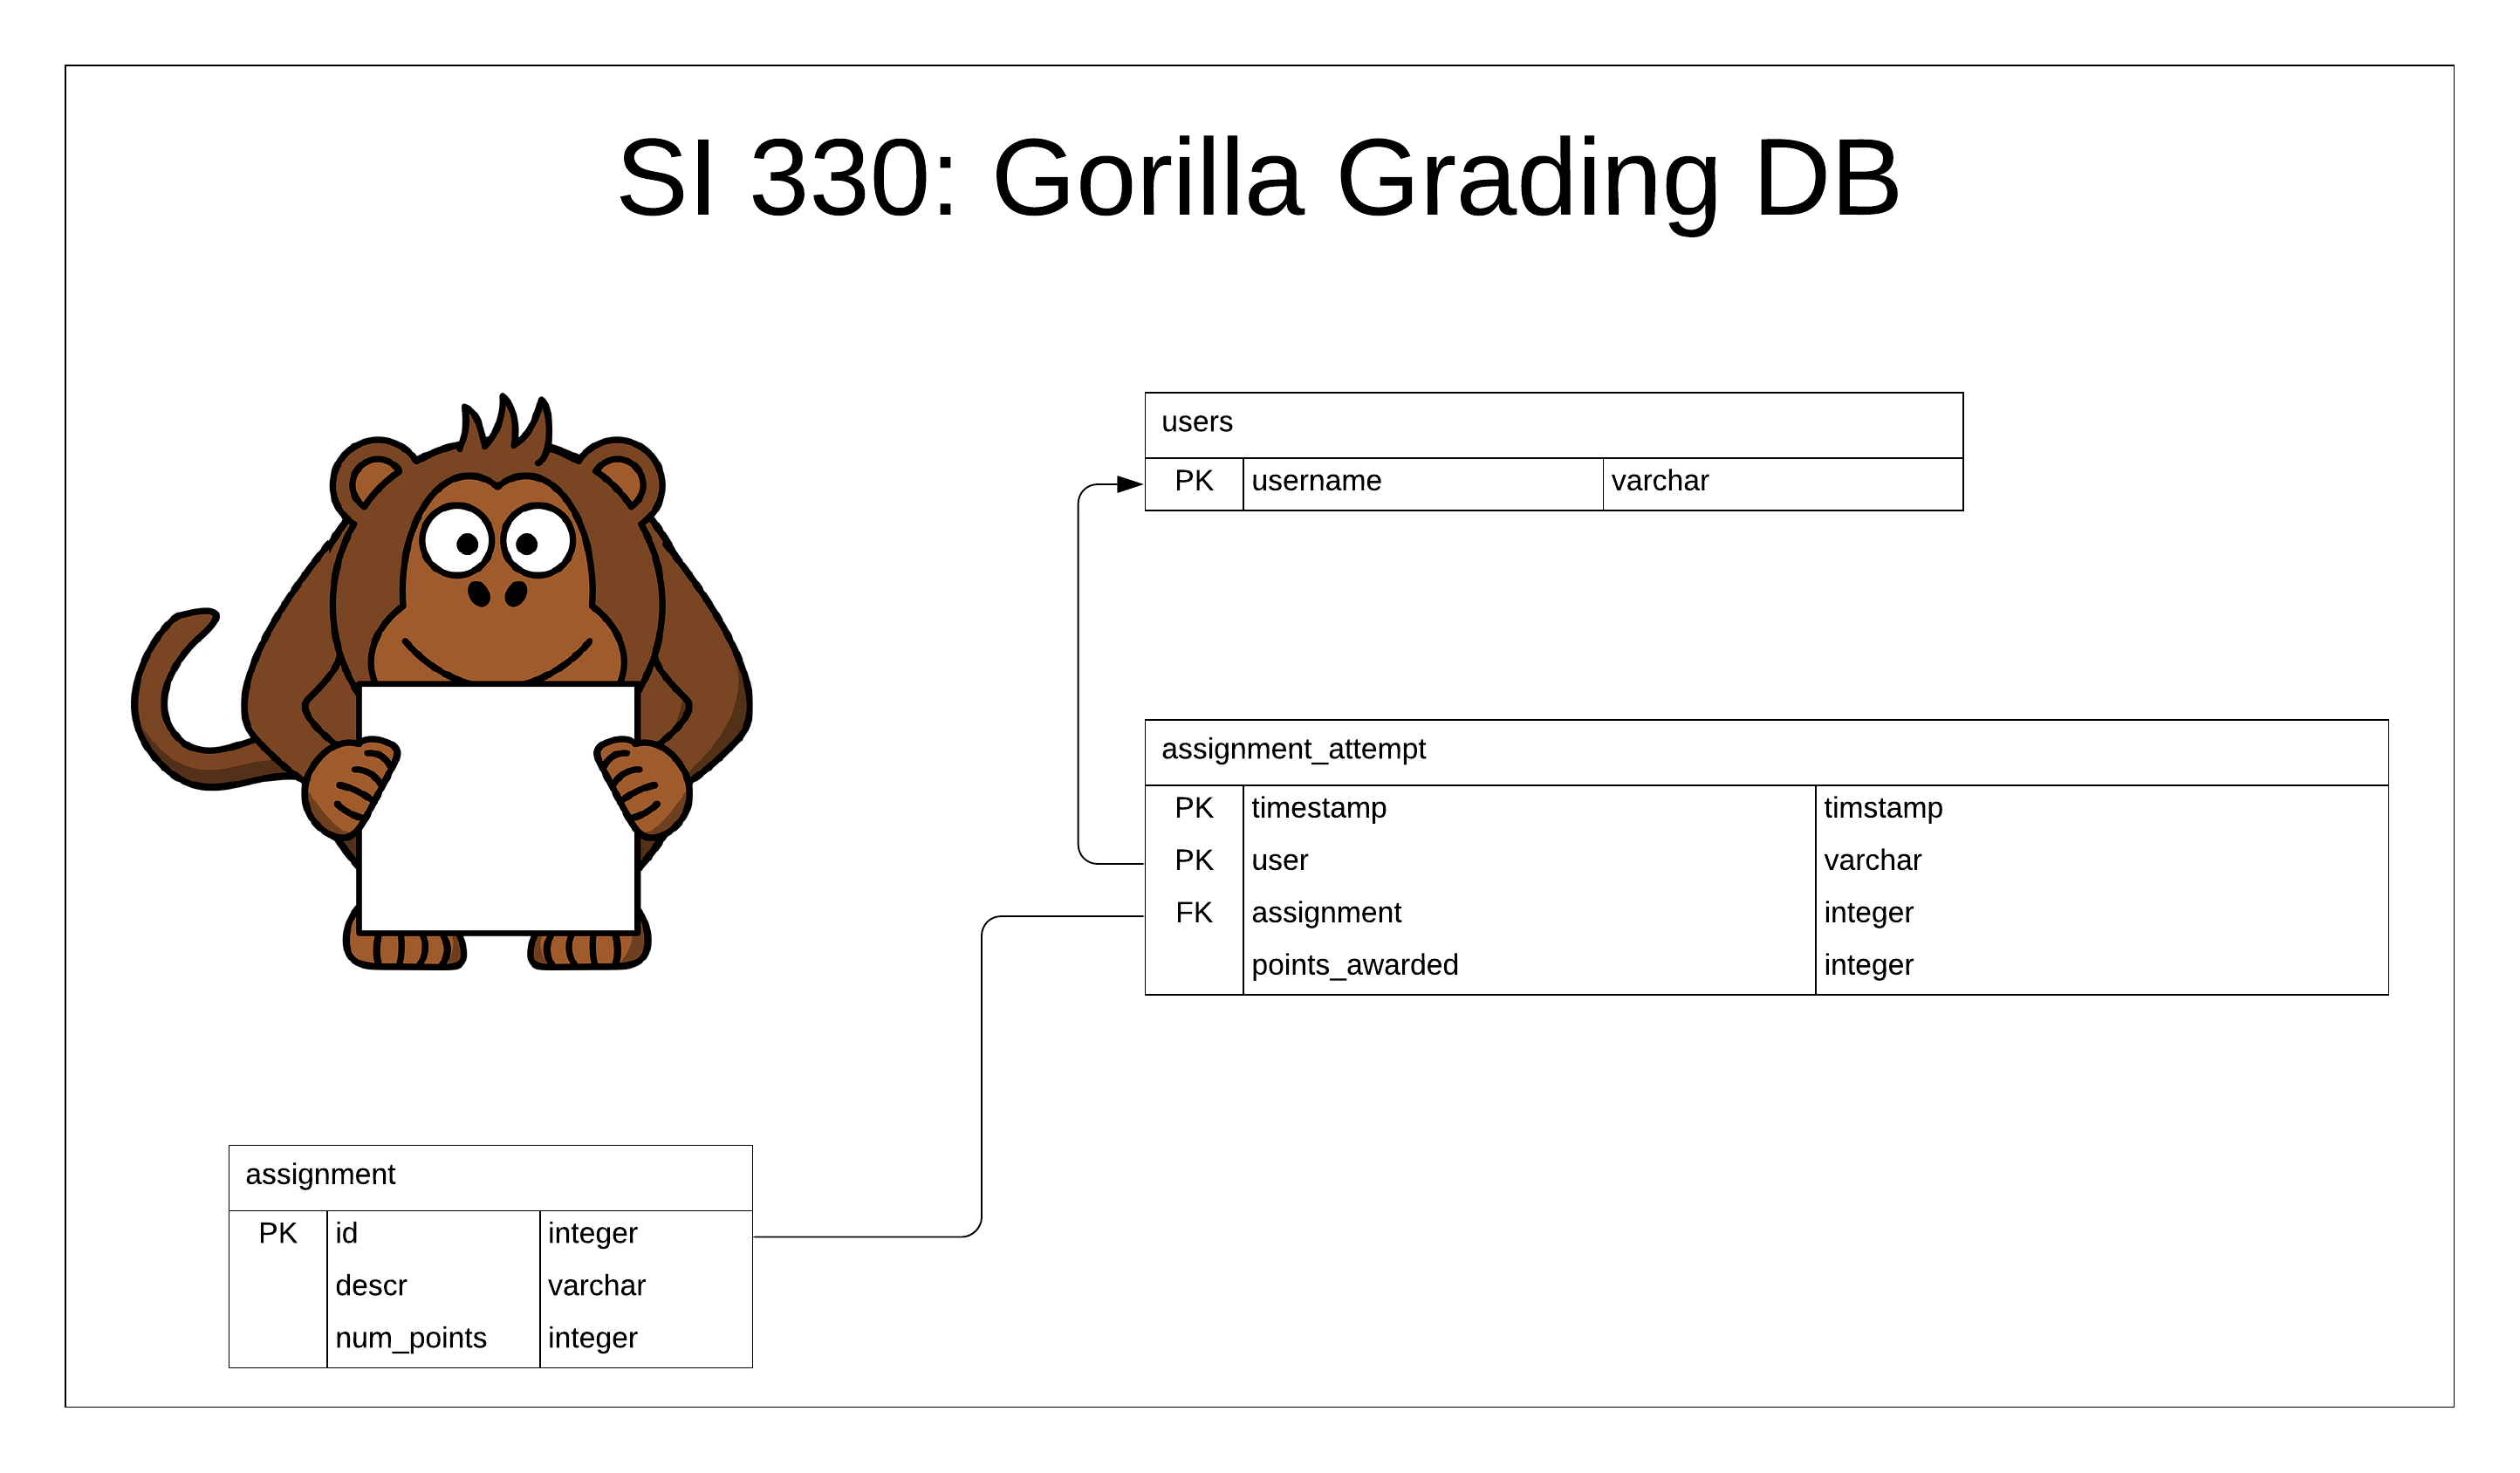 SI 330: Gorilla Grading DB
users
PK username varchar
assignment_attempt
PK timestamp timstamp
PK user varchar
FK assignment integer
points_awarded integer
assignment
PK id integer
descr varchar
num_points integer